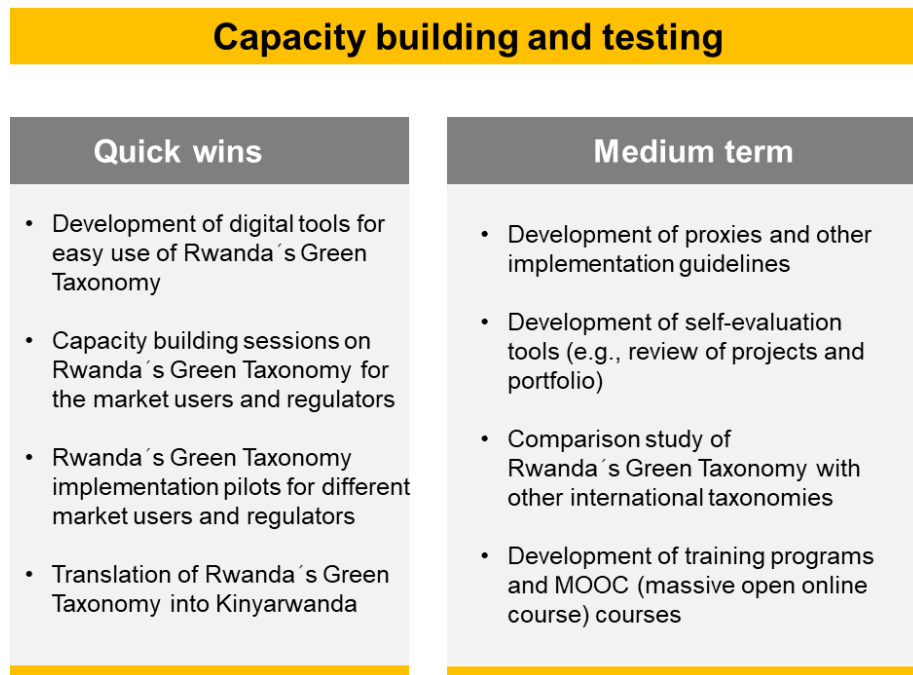 Capacity building and testing
Quick wins
• Development of digital tools for
easy use of Rwanda´s Green
Taxonomy
• Capacity building sessions on
Rwanda´s Green Taxonomy for
the market users and regulators
• Rwanda´s Green Taxonomy
implementation pilots for different
market users and regulators
• Translation of Rwanda´s Green
Taxonomy into Kinyarwanda
Medium term
• Development of proxies and other
implementation guidelines
• Development of self-evaluation
tools (e.g., review of projects and
portfolio)
• Comparison study of
Rwanda´s Green Taxonomy with
other international taxonomies
• Development of training programs
and MOOC (massive open online
course) courses